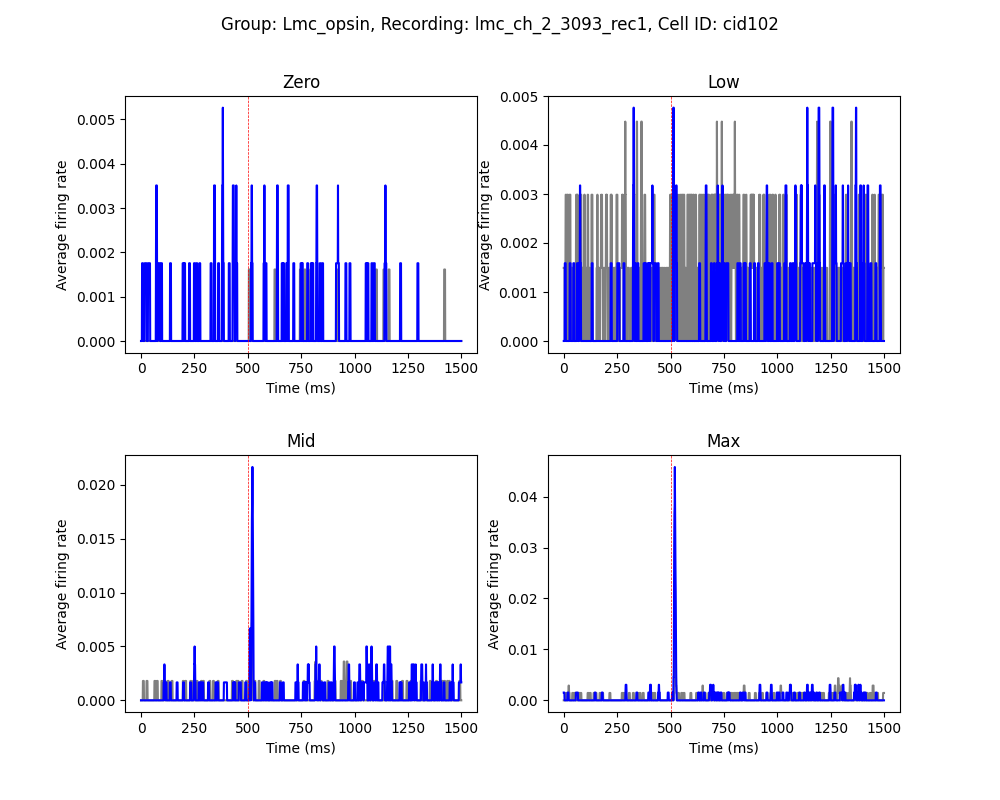 Group: Lmc_opsin, Recording: lmc_ch_2_3093_rec1, Cell ID: cid102
Zero
Low
0.005
0.004
0.003
0.002
0.001
0.000
Average firing rate
0 250 500 750 1000 1250 1500
Time (ms)
0.005
0.004
0.003
0.002
0.001
0.000
Average firing rate
0 250 500 750 1000 1250 1500
Time (ms)
Mid
Max
0.020
0.015
0.010
0.005
0.000
Average firing rate
0 250 500 750 1000 1250 1500
Time (ms)
0.04
0.03
0.02
0.01
0.00
Average firing rate
0 250 500 750 1000 1250 1500
Time (ms)